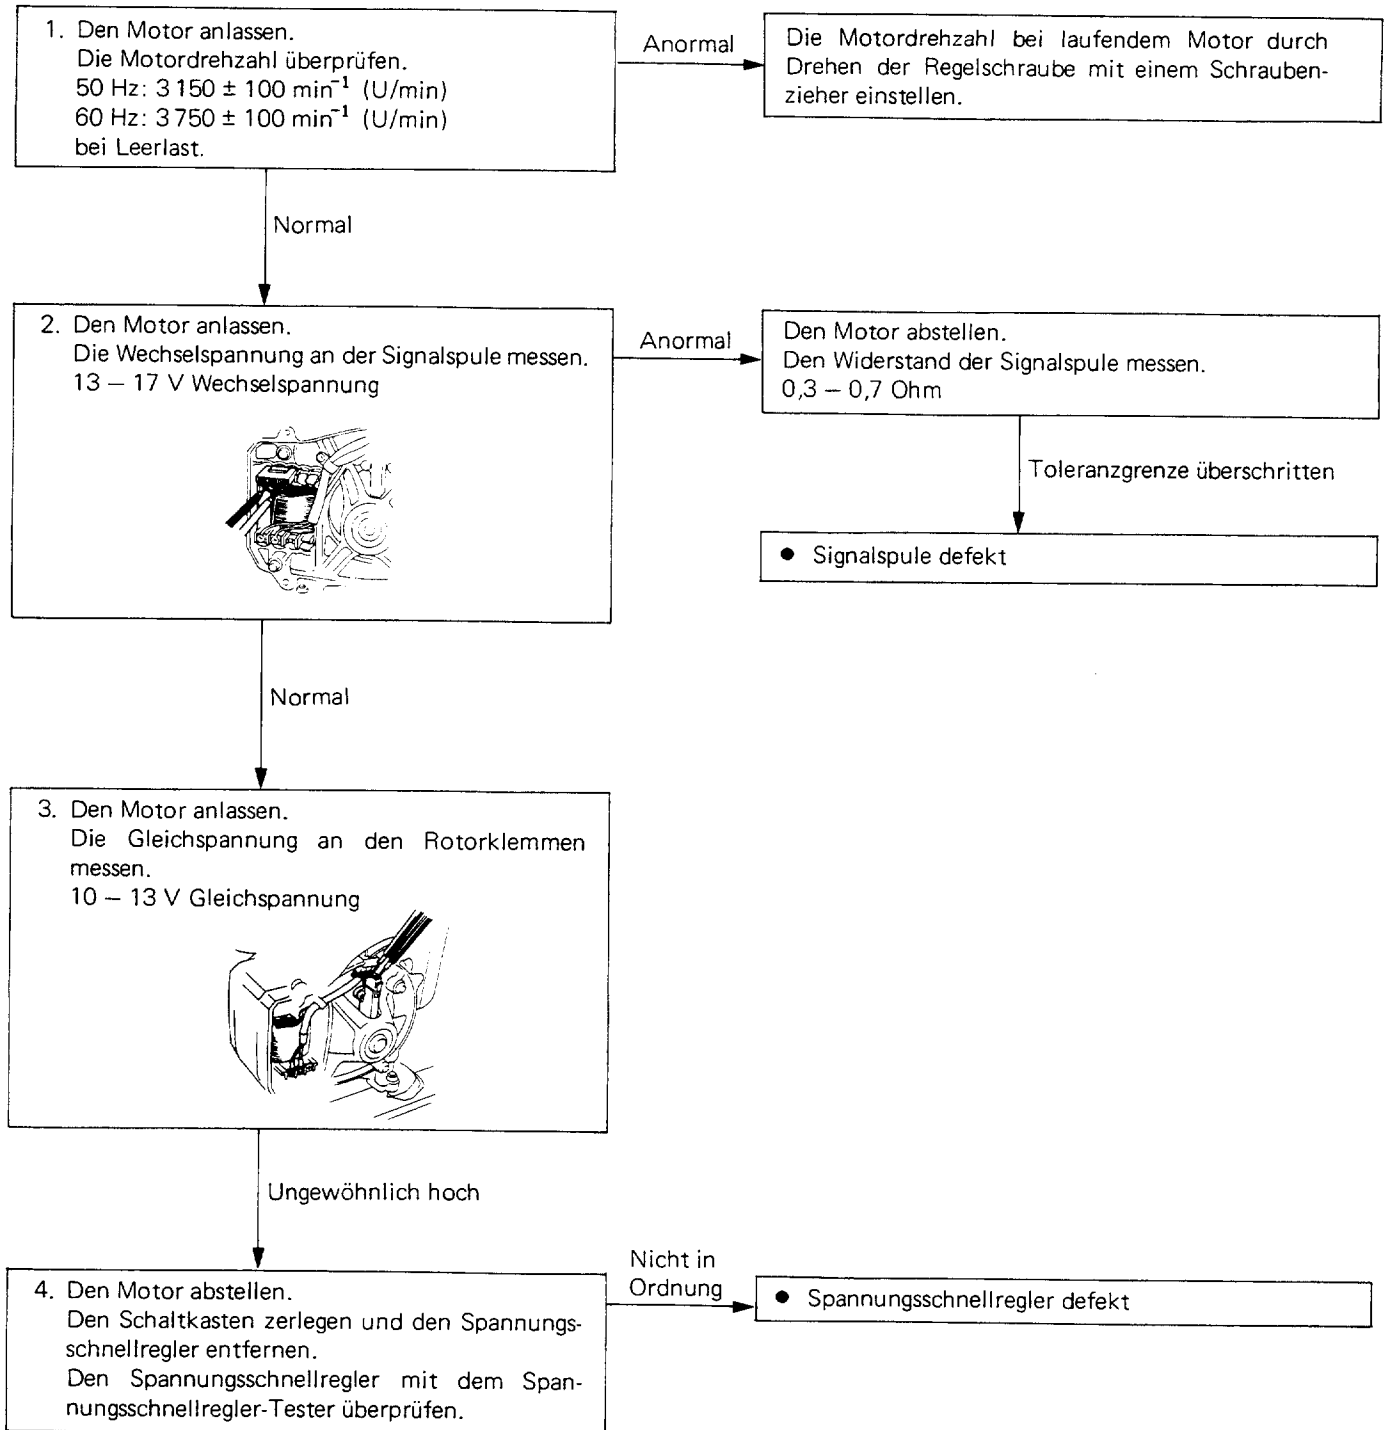 1. Den Motor anlassen.
Die Motordrehzahl überprüfen.
50 Hz: 3 150 ± 100 min⁻¹ (U/min)
60 Hz: 3 750 ± 100 min⁻¹ (U/min)
bei Leerlast.
Anormal
Die Motordrehzahl bei laufendem Motor durch
Drehen der Regelschraube mit einem Schrauben-
zieher einstellen.
Normal
2. Den Motor anlassen.
Die Wechselspannung an der Signalspule messen.
13 – 17 V Wechselspannung
Anormal
Den Motor abstellen.
Den Widerstand der Signalspule messen.
0,3 – 0,7 Ohm
Toleranzgrenze überschritten
● Signalspule defekt
Normal
3. Den Motor anlassen.
Die Gleichspannung an den Rotorklemmen
messen.
10 – 13 V Gleichspannung
Ungewöhnlich hoch
4. Den Motor abstellen.
Den Schaltkasten zerlegen und den Spannungs-
schnellregler entfernen.
Den Spannungsschnellregler mit dem Span-
nungsschnellregler-Tester überprüfen.
Nicht in
Ordnung
● Spannungsschnellregler defekt